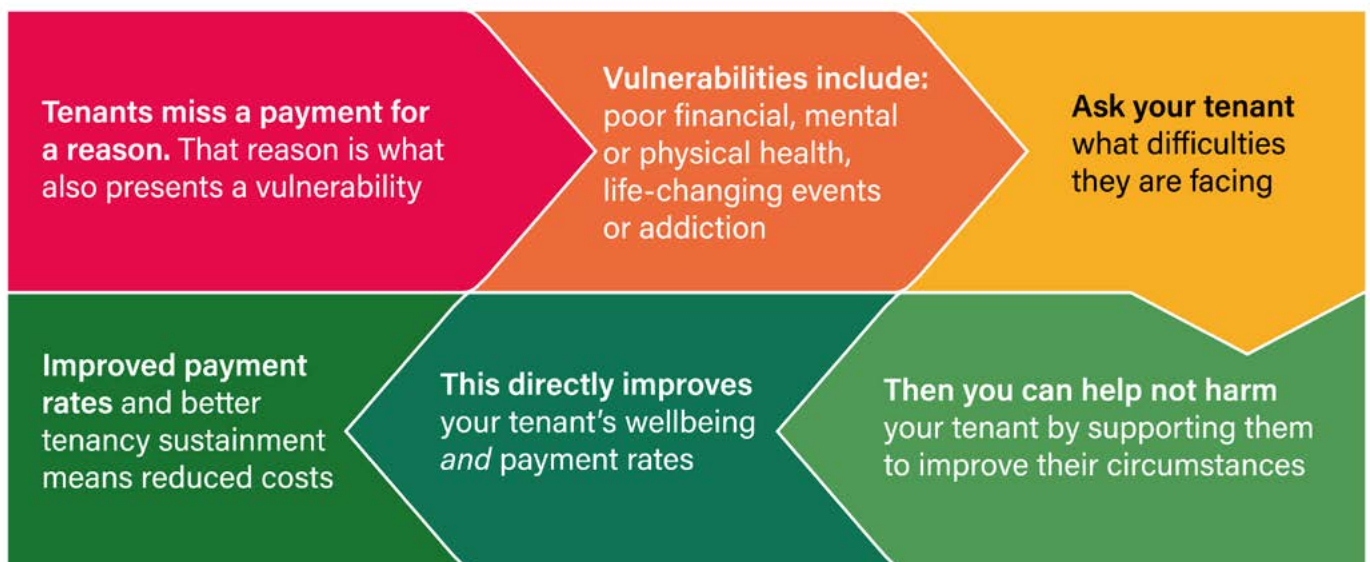 Tenants miss a payment for
a reason. That reason is what
also presents a vulnerability
Vulnerabilities include:
poor financial, mental
or physical health,
life-changing events
or addiction
Ask your tenant
what difficulties
they are facing
Then you can help not harm
your tenant by supporting them
to improve their circumstances
This directly improves
your tenant’s wellbeing
and payment rates
Improved payment
rates and better
tenancy sustainment
means reduced costs